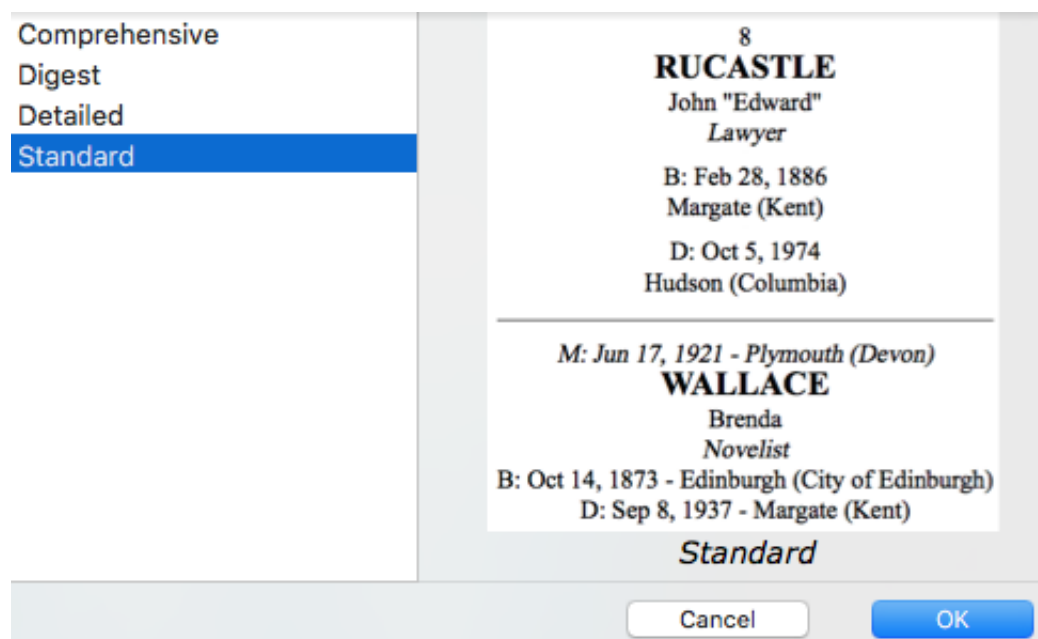 Comprehensive
Digest
Detailed
Standard
8
RUCASTLE
John "Edward"
Lawyer
B: Feb 28, 1886
Margate (Kent)
D: Oct 5, 1974
Hudson (Columbia)
M: Jun 17, 1921 - Plymouth (Devon)
WALLACE
Brenda
Novelist
B: Oct 14, 1873 - Edinburgh (City of Edinburgh)
D: Sep 8, 1937 - Margate (Kent)
Standard
Cancel
OK